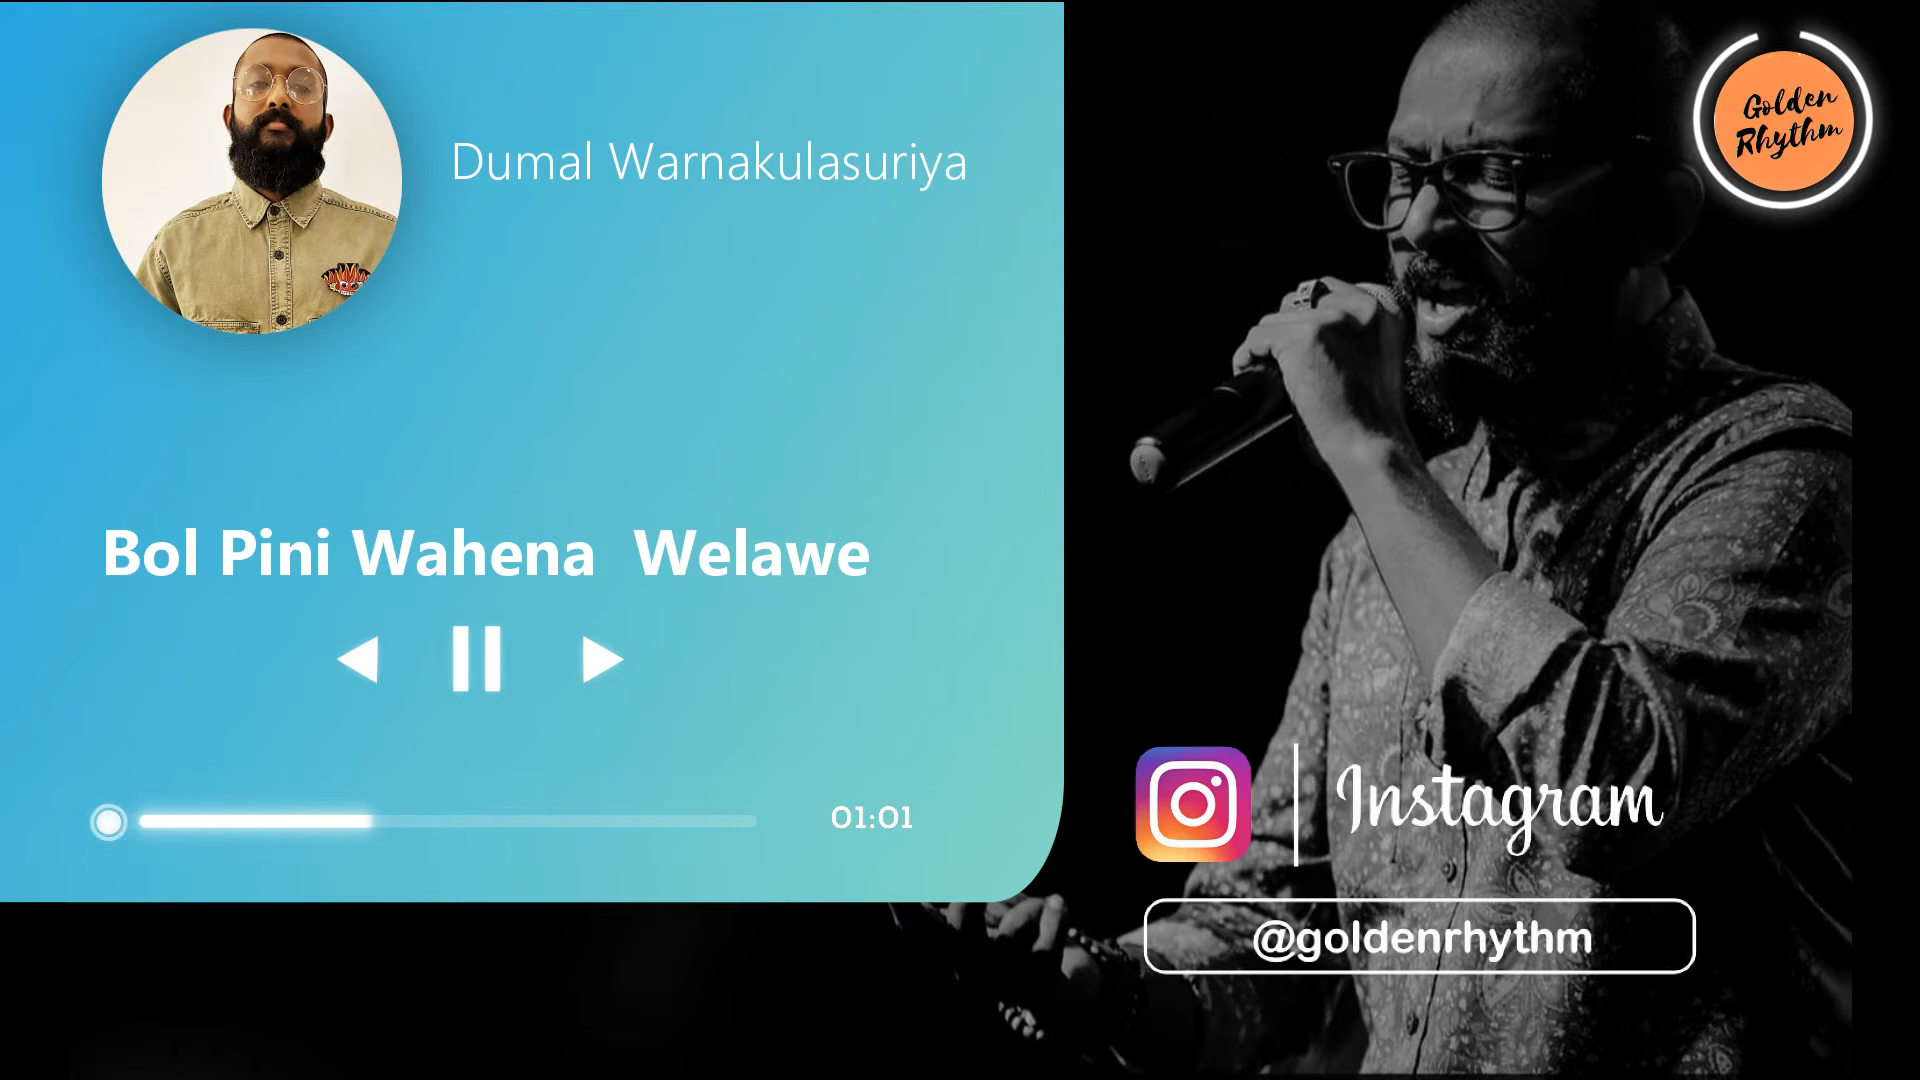 Dumal Warnakulasuriya
Golden
Rhythm
Bol Pini Wahena  Welawe
01:01
Instagram
@goldenrhythm